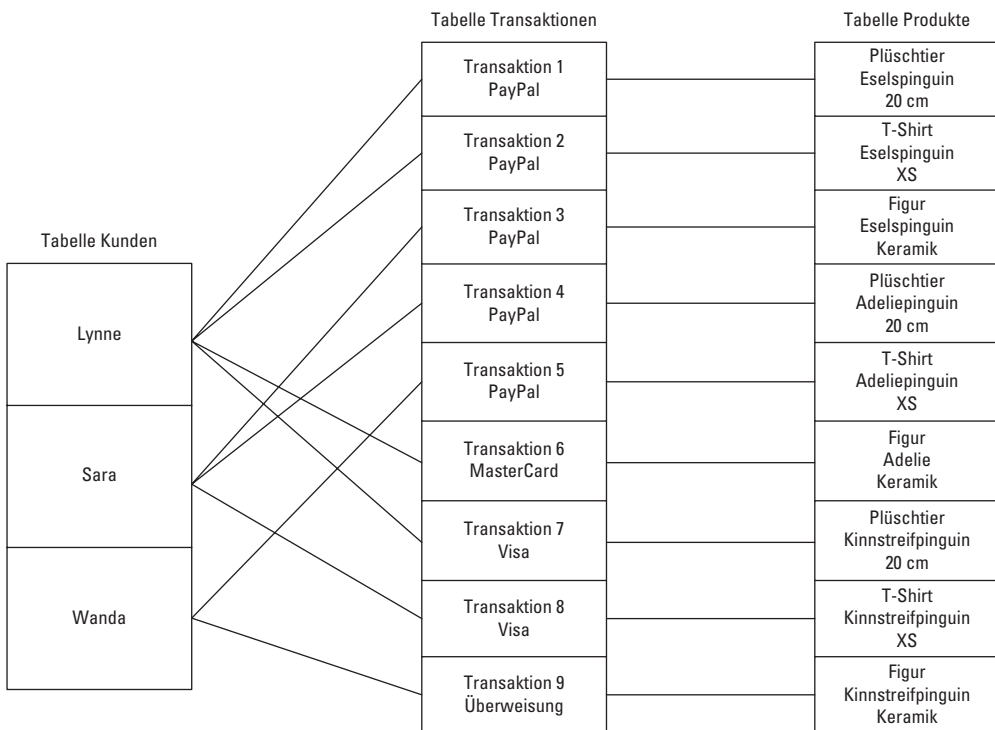 Tabelle Kunden
Lynne
Sara
Wanda
Tabelle Transaktionen
Transaktion 1
PayPal
Transaktion 2
PayPal
Transaktion 3
PayPal
Transaktion 4
PayPal
Transaktion 5
PayPal
Transaktion 6
MasterCard
Transaktion 7
Visa
Transaktion 8
Visa
Transaktion 9
Überweisung
Tabelle Produkte
Plüschtier
Eselspinguin
20 cm
T-Shirt
Eselspinguin
XS
Figur
Eselspinguin
Keramik
Plüschtier
Adeliepinguin
20 cm
T-Shirt
Adeliepinguin
XS
Figur
Adelie
Keramik
Plüschtier
Kinnstreifpinguin
20 cm
T-Shirt
Kinnstreifpinguin
XS
Figur
Kinnstreifpinguin
Keramik